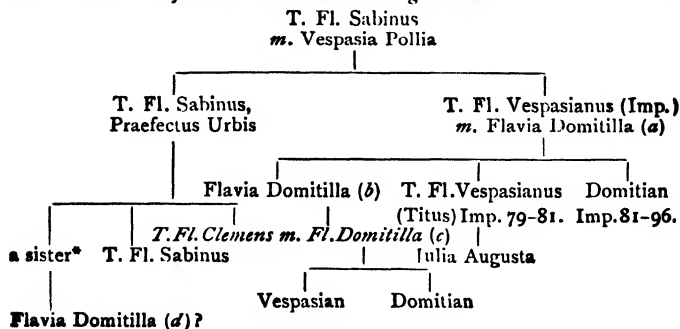 T. Fl. Sabinus
m. Vespasia Pollia
T. Fl. Sabinus, T. Fl. Vespasianus (Imp.)
Praefectus Urbis m. Flavia Domitilla (a)
Flavia Domitilla (b) T. Fl. Vespasianus Domitian
(Titus) Imp. 79-81. Imp. 81-96.
T. Fl. Clemens m. Fl. Domitilla (c)
a sister* T. Fl. Sabinus Iulia Augusta
Vespasian Domitian
Flavia Domitilla (d)?